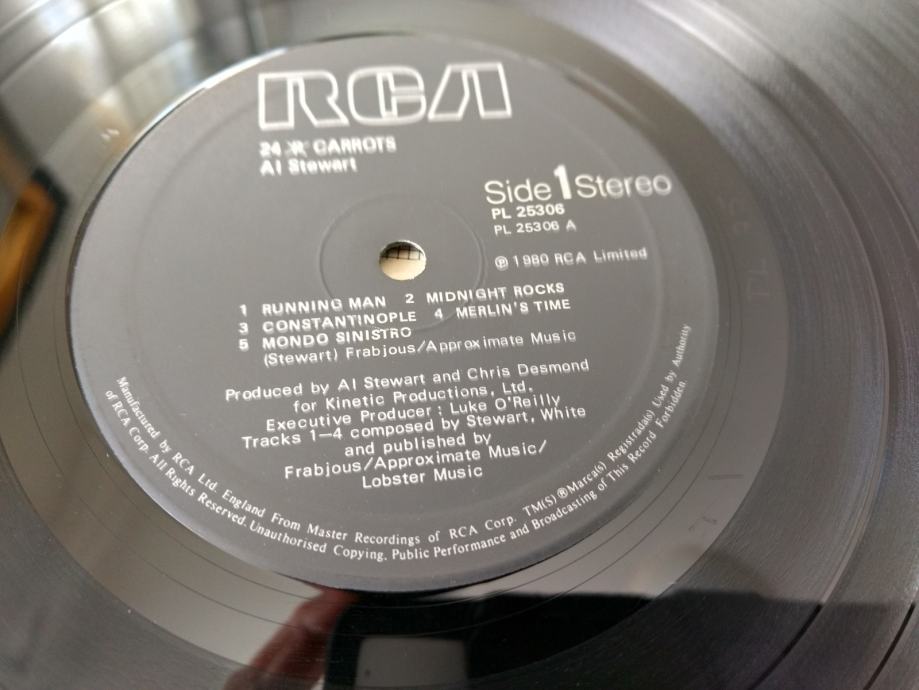 RCA
24 CARROTS
Al Stewart
Side 1 Stereo
PL 25306
PL 25306 A
℗ 1980 RCA Limited
1 RUNNING MAN 2 MIDNIGHT ROCKS
3 CONSTANTINOPLE 4 MERLIN'S TIME
5 MONDO SINISTRO
(Stewart) Frabjous/Approximate Music
Produced by Al Stewart and Chris Desmond
for Kinetic Productions, Ltd.
Executive Producer : Luke O'Reilly
Tracks 1—4 composed by Stewart, White
and published by
Frabjous/Approximate Music/
Lobster Music
Manufactured by RCA Ltd. England From Master Recordings of RCA Corp. TM(S)®Marca(s) Registrada(s) Used by Authority
of RCA Corp. All Rights Reserved. Unauthorised Copying, Public Performance and Broadcasting of This Record Forbidden.